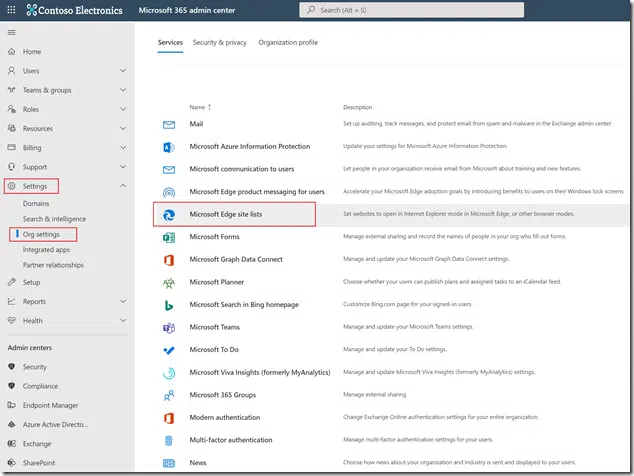 Contoso Electronics Microsoft 365 admin center Search (Alt + S)
Home
Users
Teams & groups
Roles
Resources
Billing
Support
Settings
Domains
Search & intelligence
Org settings
Integrated apps
Partner relationships
Setup
Reports
Health
Admin centers
Security
Compliance
Endpoint Manager
Azure Active Directo...
Exchange
SharePoint
Services Security & privacy Organization profile
Name ↑ Description
Mail Set up auditing, track messages, and protect email from spam and malware in the Exchange admin center
Microsoft Azure Information Protection Update your settings for Microsoft Azure Information Protection.
Microsoft communication to users Let people in your organization receive email from Microsoft about training and new features.
Microsoft Edge product messaging for users Accelerate your Microsoft Edge adoption goals by introducing benefits to users on their Windows lock screens
Microsoft Edge site lists Set websites to open in Internet Explorer mode in Microsoft Edge, or other browser modes.
Microsoft Forms Manage external sharing and record the names of people in your org who fill out forms.
Microsoft Graph Data Connect Manage and update your Microsoft Graph Data Connect settings.
Microsoft Planner Choose whether your users can publish plans and assigned tasks to an iCalendar feed.
Microsoft Search in Bing homepage Customize Bing.com page for your signed-in users.
Microsoft Teams Manage and update your Microsoft Teams settings.
Microsoft To Do Manage and update your To Do settings.
Microsoft Viva Insights (formerly MyAnalytics) Manage and update Microsoft Viva Insights (formerly MyAnalytics) settings.
Microsoft 365 Groups Manage external sharing.
Modern authentication Change Exchange Online authentication settings for your entire organization.
Multi-factor authentication Manage multi-factor authentication settings for your users.
News Choose how news about your organization and industry is sent and displayed to your users.